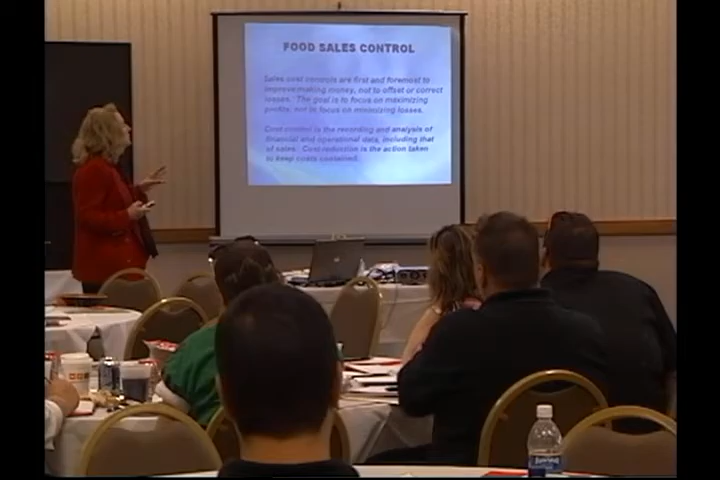 FOOD SALES CONTROL
Sales cost controls are first and foremost to
improve making money, not to offset or correct
losses. The goal is to focus on maximizing
profits, not to focus on minimizing losses.
Cost control is the recording and analysis of
financial and operational data, including that
of sales. Cost reduction is the action taken
to keep costs contained.